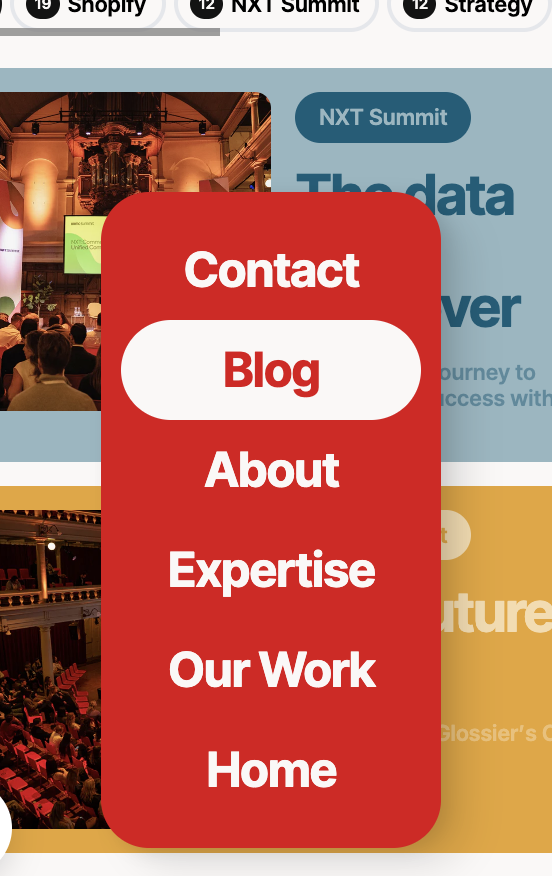 19 Shopify
12 NXT Summit
12 Strategy
NXT Summit
The data
ver
ourney to
uccess with
Contact
Blog
About
Expertise
Our Work
Home
t
uture
Glossier's C